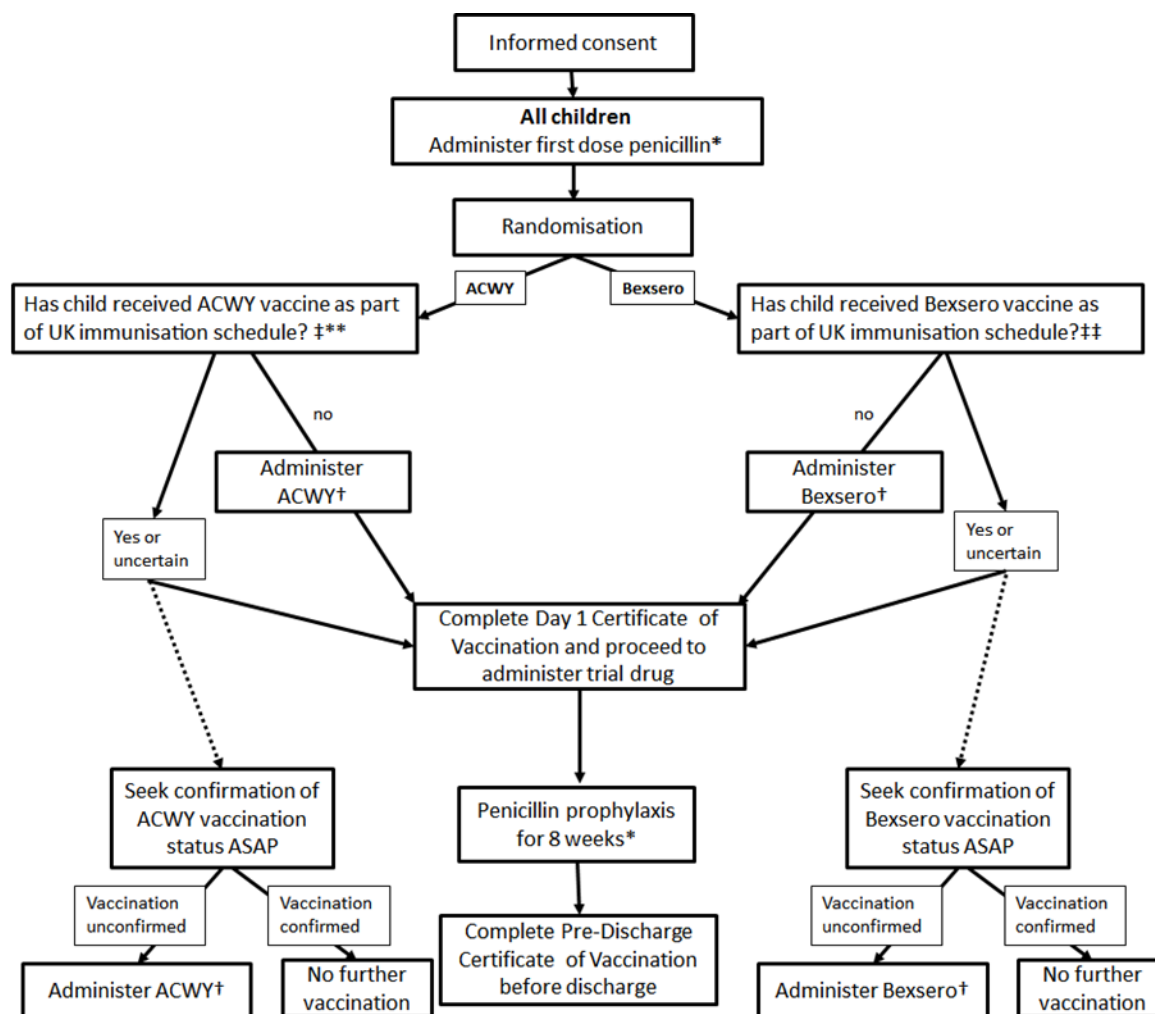 Informed consent
All children
Administer first dose penicillin*
Randomisation
ACWY
Bexsero
Has child received ACWY vaccine as part
of UK immunisation schedule? ‡**
Has child received Bexsero vaccine as
part of UK immunisation schedule?‡‡
no
no
Administer
ACWY†
Administer
Bexsero†
Yes or
uncertain
Yes or
uncertain
Complete Day 1 Certificate of
Vaccination and proceed to
administer trial drug
Seek confirmation of
ACWY vaccination
status ASAP
Penicillin prophylaxis
for 8 weeks*
Seek confirmation of
Bexsero vaccination
status ASAP
Vaccination
unconfirmed
Vaccination
confirmed
Vaccination
unconfirmed
Vaccination
confirmed
Complete Pre-Discharge
Certificate of Vaccination
before discharge
Administer ACWY†
No further
vaccination
Administer Bexsero†
No further
vaccination